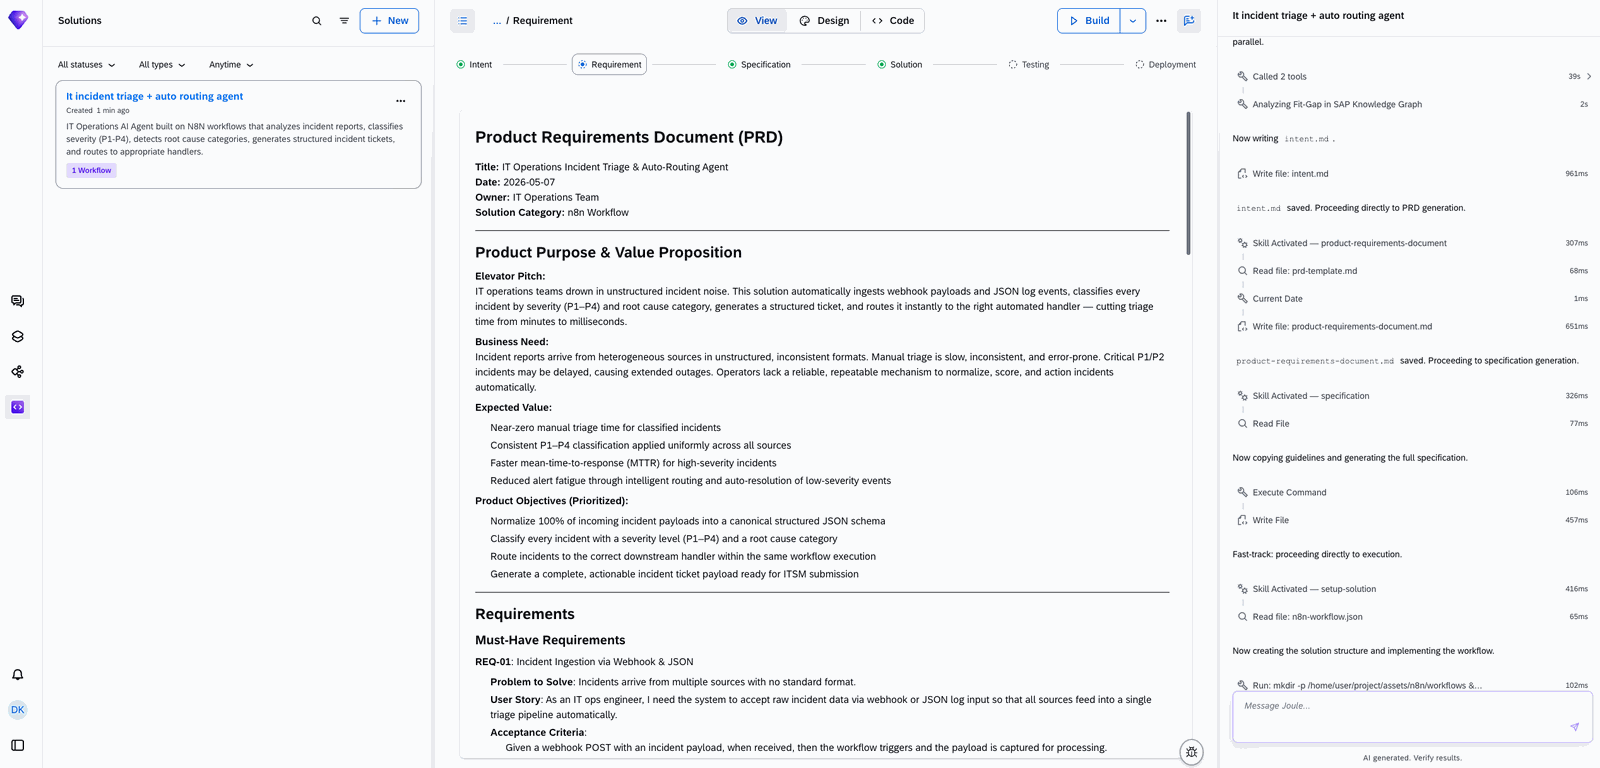 Solutions
New
All statuses
All types
Anytime
It incident triage + auto routing agent
Created 1 min ago
IT Operations AI Agent built on N8N workflows that analyzes incident reports, classifies
severity (P1-P4), detects root cause categories, generates structured incident tickets,
and routes to appropriate handlers.
1 Workflow
DK
... / Requirement
View
Design
Code
Build
Intent
Requirement
Specification
Solution
Testing
Deployment
Product Requirements Document (PRD)
Title: IT Operations Incident Triage & Auto-Routing Agent
Date: 2026-05-07
Owner: IT Operations Team
Solution Category: n8n Workflow
Product Purpose & Value Proposition
Elevator Pitch:
IT operations teams drown in unstructured incident noise. This solution automatically ingests webhook payloads and JSON log events, classifies every
incident by severity (P1–P4) and root cause category, generates a structured ticket, and routes it instantly to the right automated handler — cutting triage
time from minutes to milliseconds.
Business Need:
Incident reports arrive from heterogeneous sources in unstructured, inconsistent formats. Manual triage is slow, inconsistent, and error-prone. Critical P1/P2
incidents may be delayed, causing extended outages. Operators lack a reliable, repeatable mechanism to normalize, score, and action incidents
automatically.
Expected Value:
Near-zero manual triage time for classified incidents
Consistent P1–P4 classification applied uniformly across all sources
Faster mean-time-to-response (MTTR) for high-severity incidents
Reduced alert fatigue through intelligent routing and auto-resolution of low-severity events
Product Objectives (Prioritized):
Normalize 100% of incoming incident payloads into a canonical structured JSON schema
Classify every incident with a severity level (P1–P4) and a root cause category
Route incidents to the correct downstream handler within the same workflow execution
Generate a complete, actionable incident ticket payload ready for ITSM submission
Requirements
Must-Have Requirements
REQ-01: Incident Ingestion via Webhook & JSON
Problem to Solve: Incidents arrive from multiple sources with no standard format.
User Story: As an IT ops engineer, I need the system to accept raw incident data via webhook or JSON log input so that all sources feed into a single
triage pipeline automatically.
Acceptance Criteria:
Given a webhook POST with an incident payload, when received, then the workflow triggers and the payload is captured for processing.
It incident triage + auto routing agent
parallel.
Called 2 tools 39s
Analyzing Fit-Gap in SAP Knowledge Graph 2s
Now writing intent.md .
Write file: intent.md 961ms
intent.md saved. Proceeding directly to PRD generation.
Skill Activated — product-requirements-document 307ms
Read file: prd-template.md 68ms
Current Date 1ms
Write file: product-requirements-document.md 651ms
product-requirements-document.md saved. Proceeding to specification generation.
Skill Activated — specification 326ms
Read File 77ms
Now copying guidelines and generating the full specification.
Execute Command 106ms
Write File 457ms
Fast-track: proceeding directly to execution.
Skill Activated — setup-solution 416ms
Read file: n8n-workflow.json 65ms
Now creating the solution structure and implementing the workflow.
Run: mkdir -p /home/user/project/assets/n8n/workflows &... 102ms
Message Joule...
AI generated. Verify results.